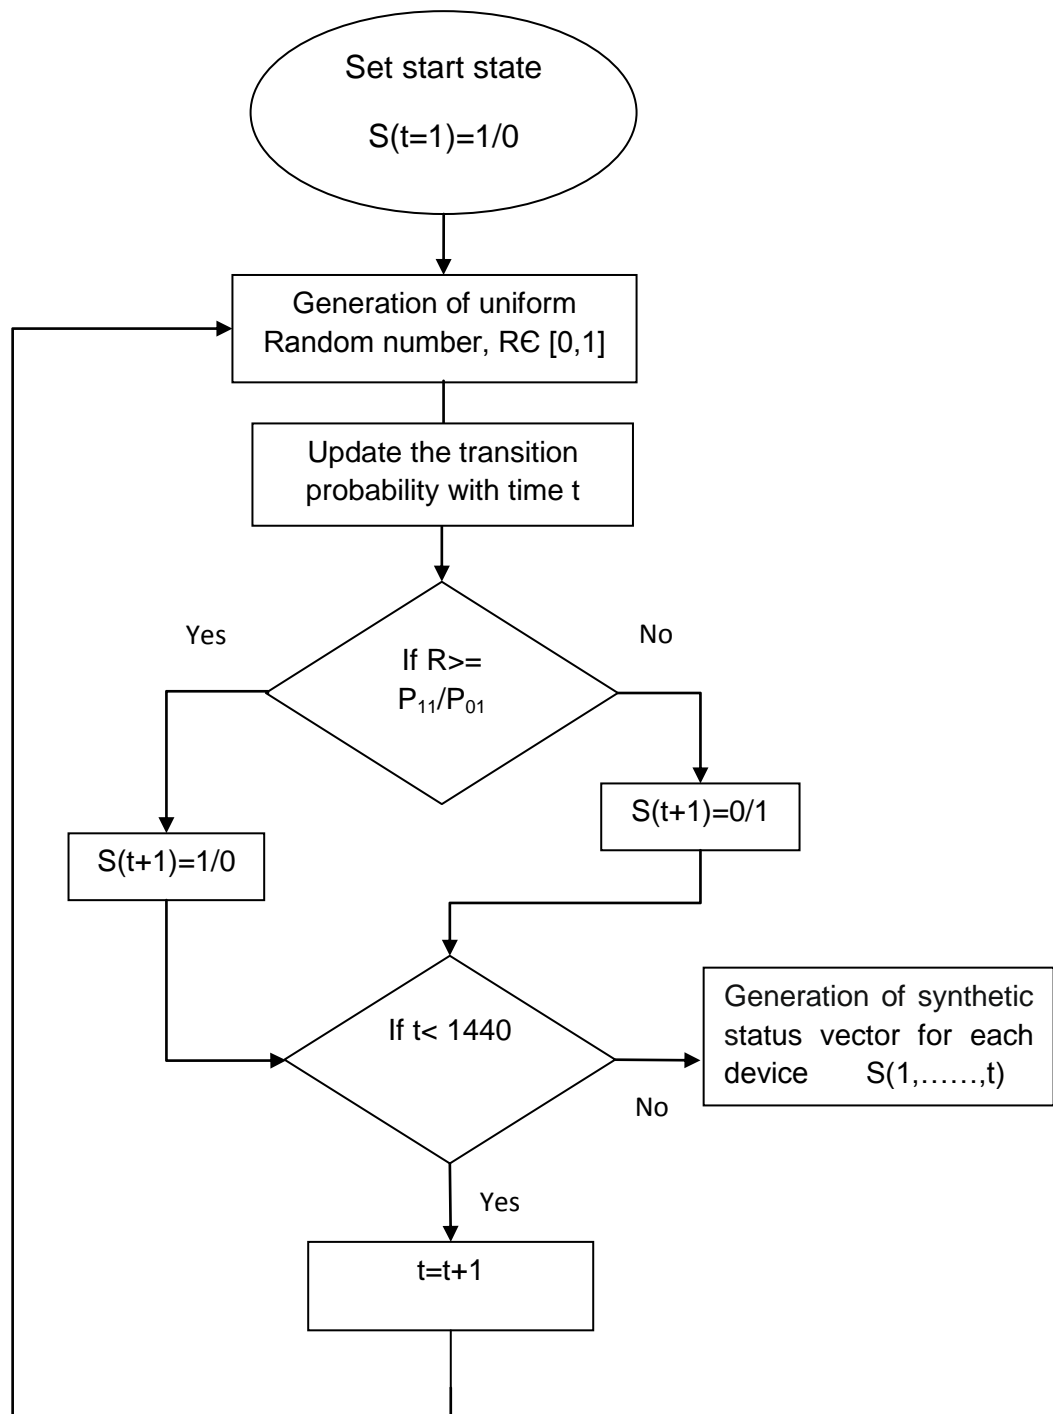 Set start state
S(t=1)=1/0
Generation of uniform
Random number, RЄ [0,1]
Update the transition
probability with time t
Yes
No
If R>=
P₁₁/P₀₁
S(t+1)=0/1
S(t+1)=1/0
If t< 1440
Generation of synthetic
status vector for each
device S(1,……,t)
No
Yes
t=t+1